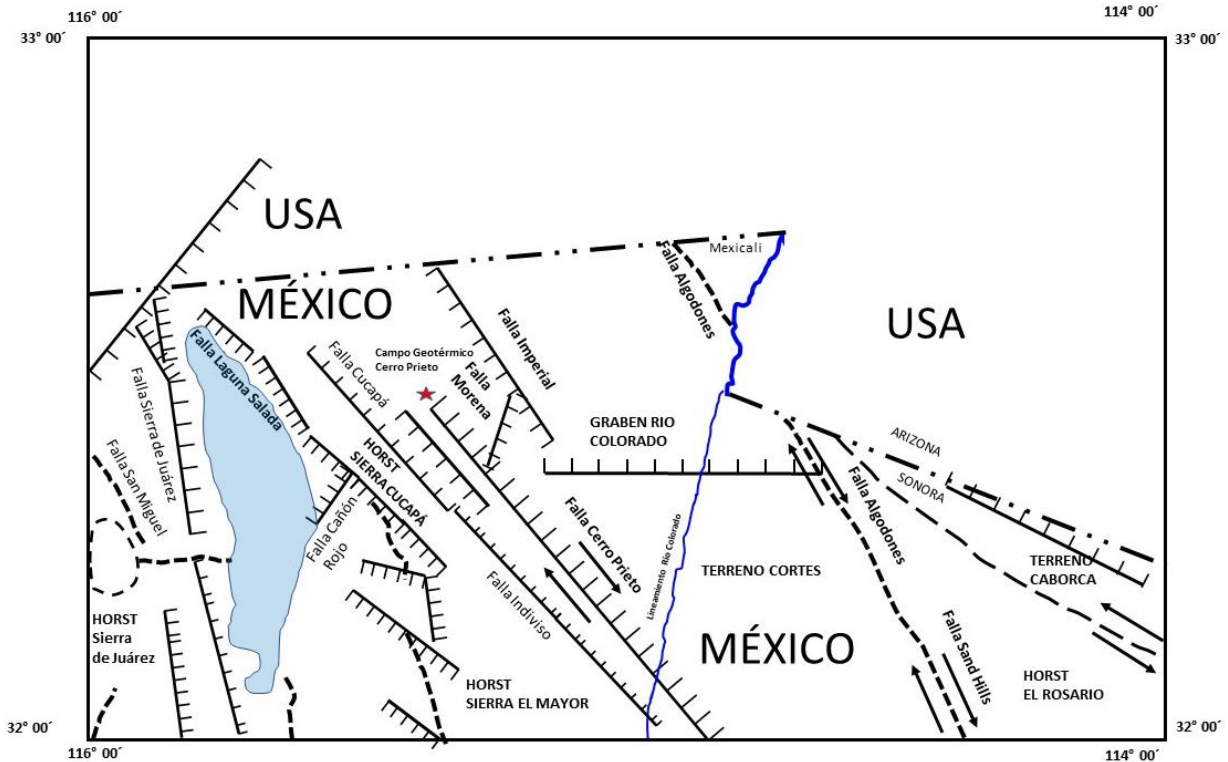 116° 00´
114° 00´
33° 00´
33° 00´
USA
Mexicali
MÉXICO
USA
Falla Algodones
Falla Imperial
Falla Laguna Salada
Falla Cucapá
Campo Geotérmico
Cerro Prieto
Falla
Morena
Falla Sierra de Juárez
GRABEN RIO
COLORADO
ARIZONA
SONORA
Falla San Miguel
HORST
SIERRA CUCAPÁ
Falla Algodones
Falla Cañón
Rojo
Falla Cerro Prieto
Lineamiento Río Colorado
TERRENO CORTES
TERRENO
CABORCA
Falla Indiviso
HORST
Sierra
de Juárez
MÉXICO
Falla Sand Hills
HORST
SIERRA EL MAYOR
HORST
EL ROSARIO
32° 00´
32° 00´
116° 00´
114° 00´